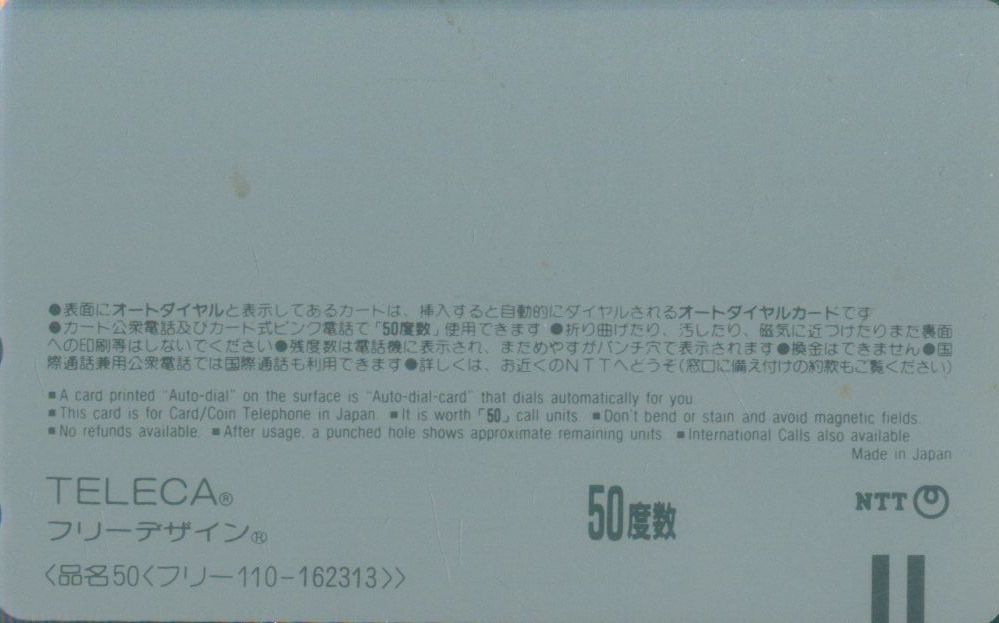 ●表面にオートダイヤルと表示してあるカードは、挿入すると自動的にダイヤルされるオートダイヤルカードです
●カード公衆電話及びカード式ピンク電話で「50度数」使用できます ●折り曲げたり、汚したり、磁気に近づけたりまた裏面
への印刷等はしないでください●残度数は電話機に表示され、まためやすがパンチ穴で表示されます●換金はできません●国
際通話兼用公衆電話では国際通話も利用できます●詳しくは、お近くのNTTへどうぞ(窓口に備え付けの約款もご覧ください)
■A card printed "Auto-dial" on the surface is "Auto-dial-card" that dials automatically for you.
■This card is for Card/Coin Telephone in Japan. ■It is worth「50」call units. ■Don't bend or stain and avoid magnetic fields.
■No refunds available. ■After usage, a punched hole shows approximate remaining units. ■International Calls also available.
Made in Japan
TELECA®
フリーデザイン®
50度数
NTT
〈品名50〈フリー110-162313〉〉